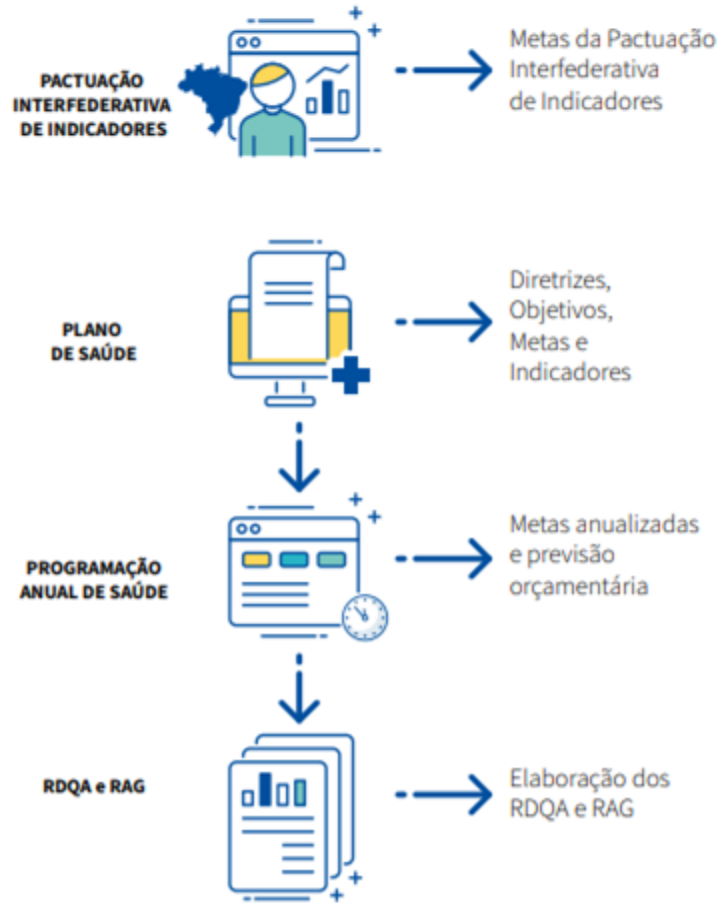 PACTUAÇÃO
INTERFEDERATIVA
DE INDICADORES
Metas da Pactuação
Interfederativa
de Indicadores
PLANO
DE SAÚDE
Diretrizes,
Objetivos,
Metas e
Indicadores
PROGRAMAÇÃO
ANUAL DE SAÚDE
Metas anualizadas
e previsão
orçamentária
RDQA e RAG
Elaboração dos
RDQA e RAG